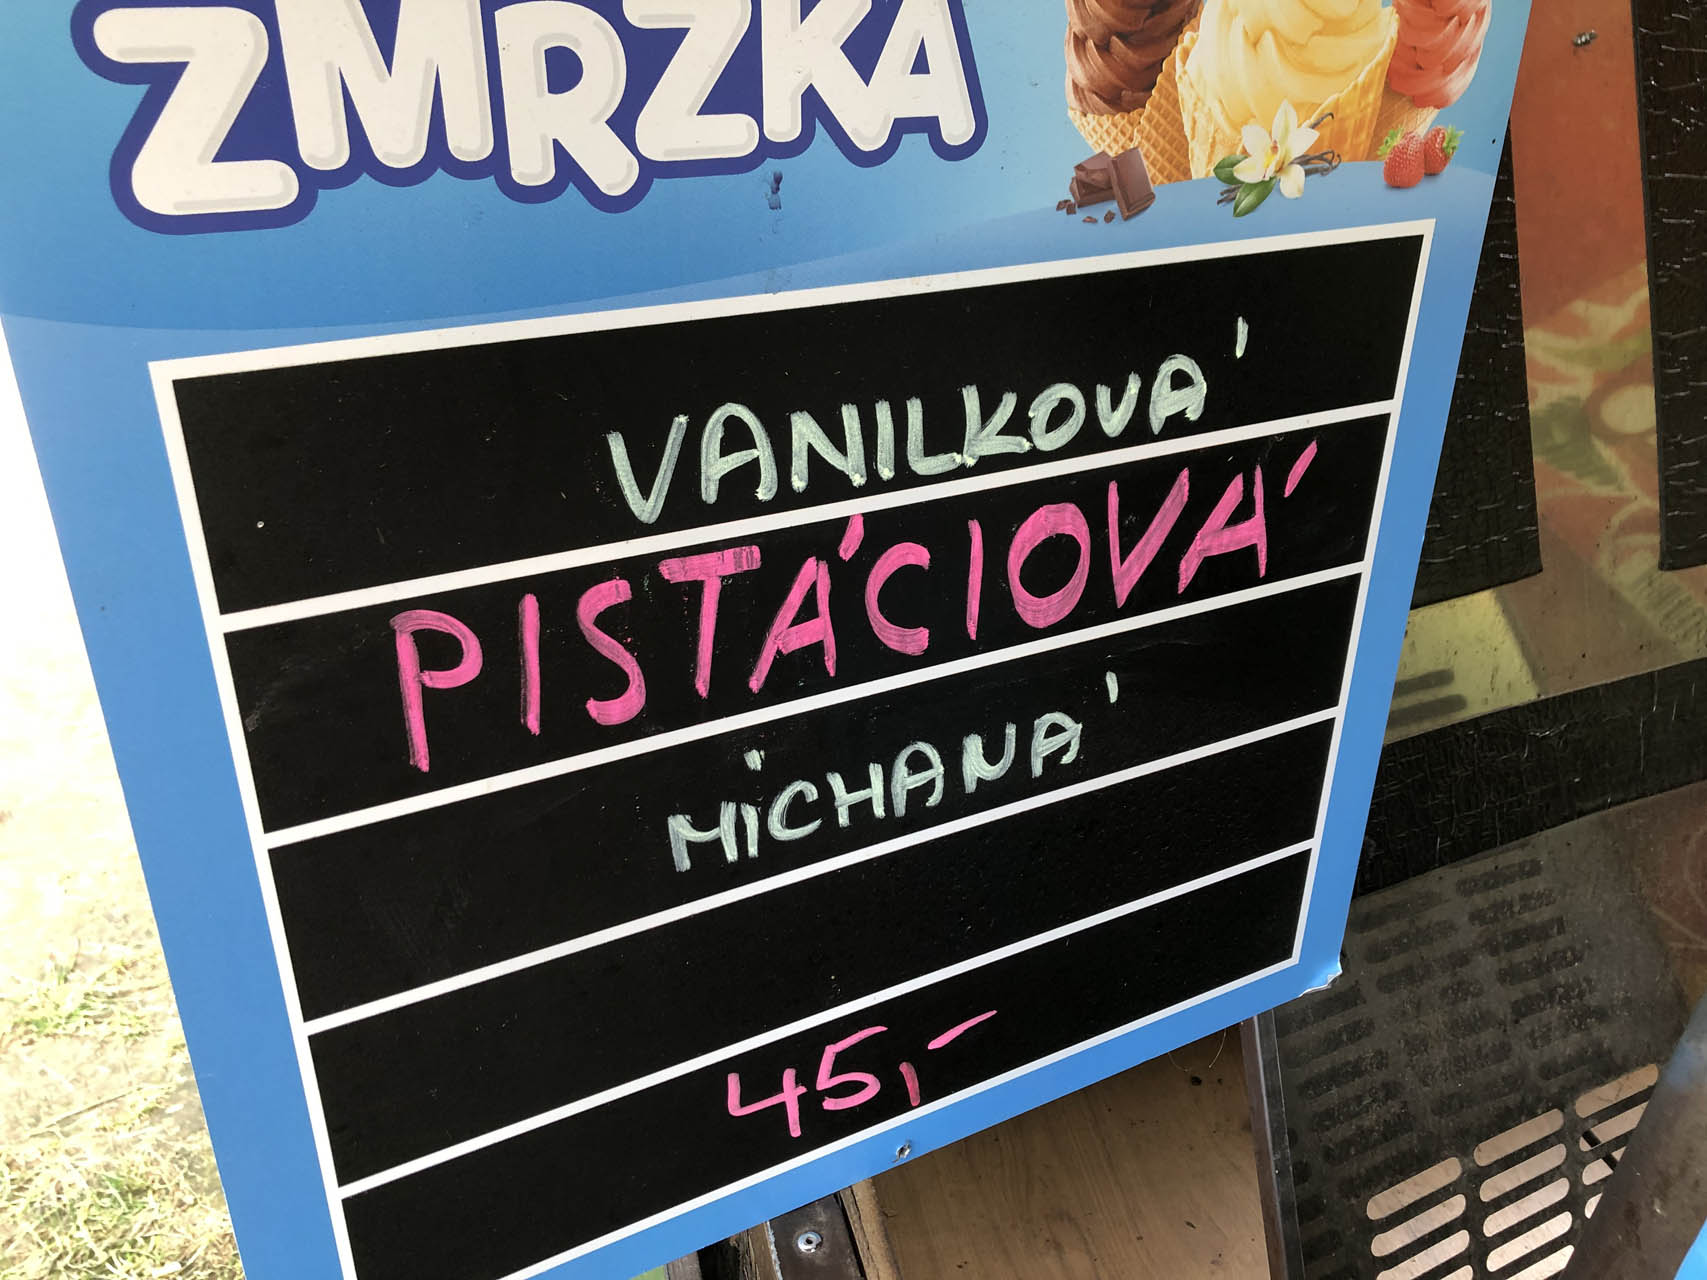 ZMRZKA
VANILKOVÁ
PISTÁCIOVÁ
MÍCHANÁ
45,-